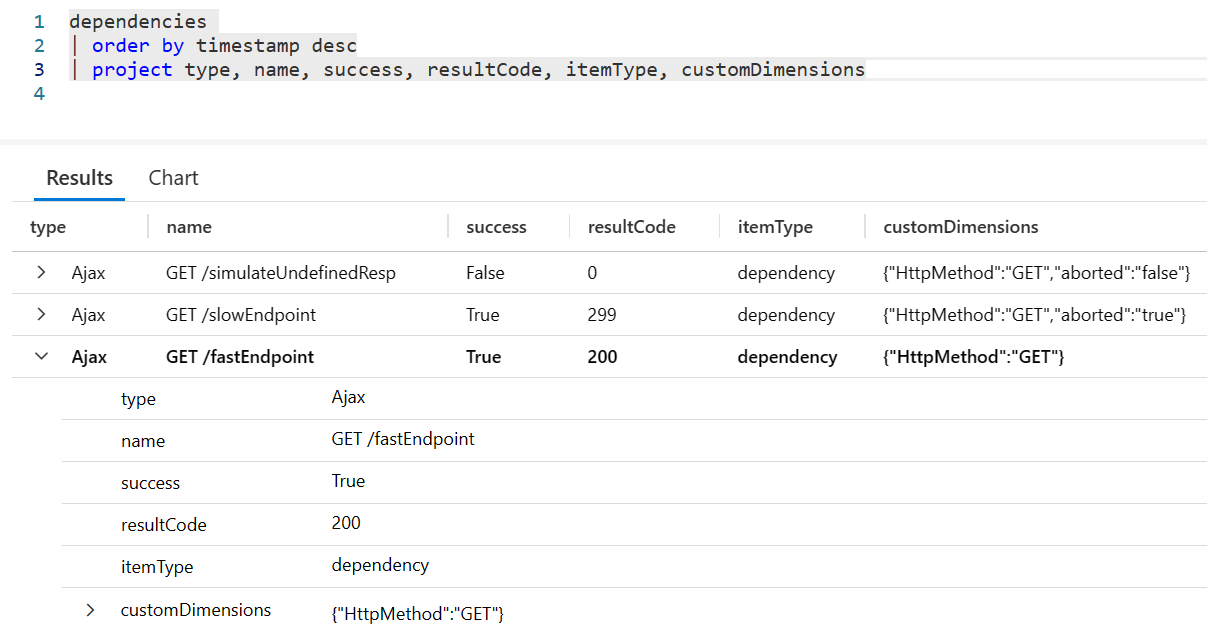 1 dependencies
2 | order by timestamp desc
3 | project type, name, success, resultCode, itemType, customDimensions
4
Results Chart
type name success resultCode itemType customDimensions
Ajax GET /simulateUndefinedResp False 0 dependency {"HttpMethod":"GET","aborted":"false"}
Ajax GET /slowEndpoint True 299 dependency {"HttpMethod":"GET","aborted":"true"}
Ajax GET /fastEndpoint True 200 dependency {"HttpMethod":"GET"}
type Ajax
name GET /fastEndpoint
success True
resultCode 200
itemType dependency
customDimensions {"HttpMethod":"GET"}